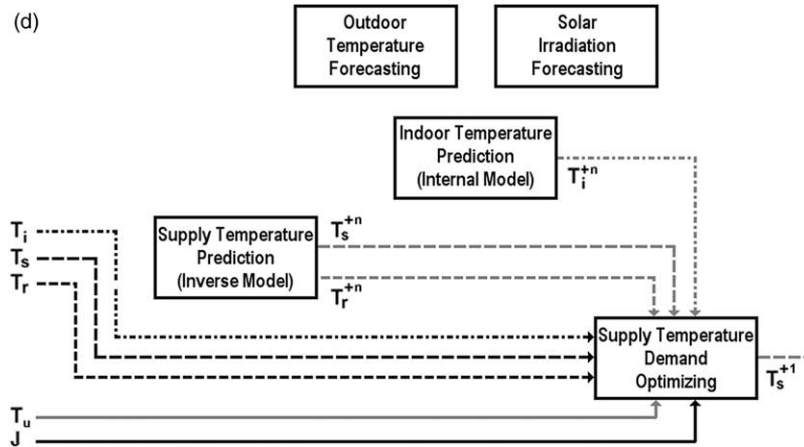 (d)
Outdoor
Temperature
Forecasting
Solar
Irradiation
Forecasting
Indoor Temperature
Prediction
(Internal Model)
T_i^{+n}
T_i
T_s
T_r
Supply Temperature
Prediction
(Inverse Model)
T_s^{+n}
T_r^{+n}
Supply Temperature
Demand
Optimizing
T_s^{+1}
T_u
J